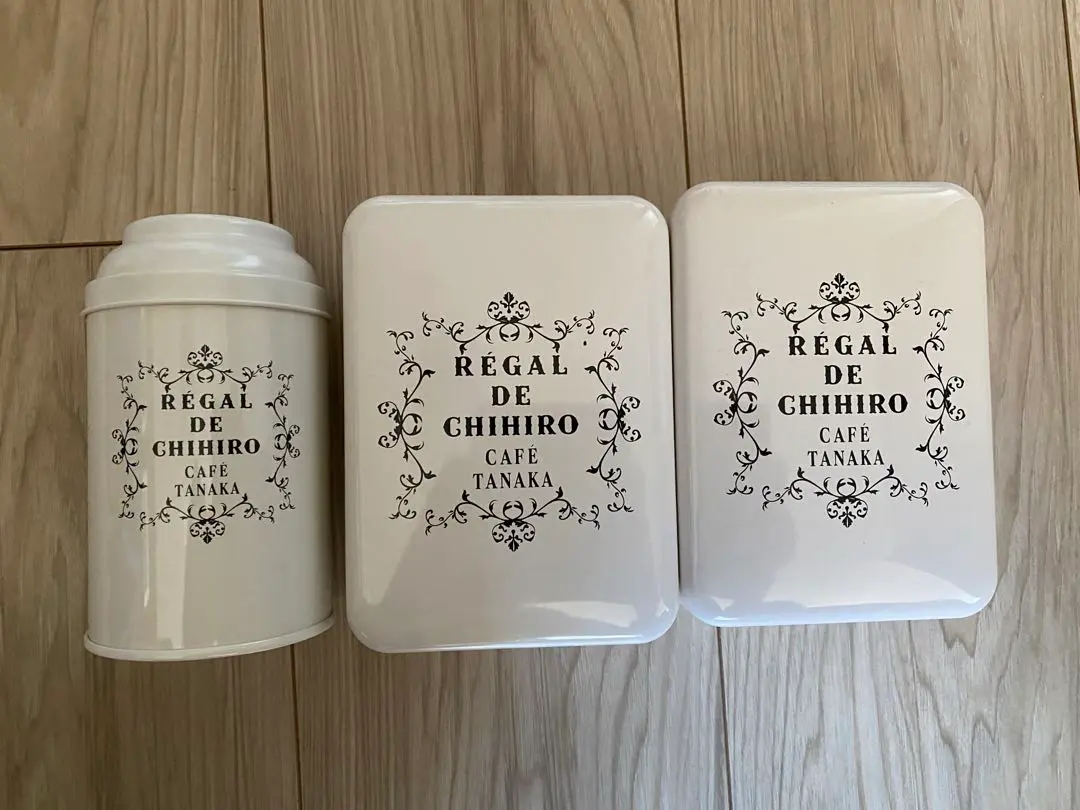 RÉGAL
DE
CHIHIRO
CAFÉ
TANAKA
RÉGAL
DE
CHIHIRO
CAFÉ
TANAKA
RÉGAL
DE
CHIHIRO
CAFÉ
TANAKA